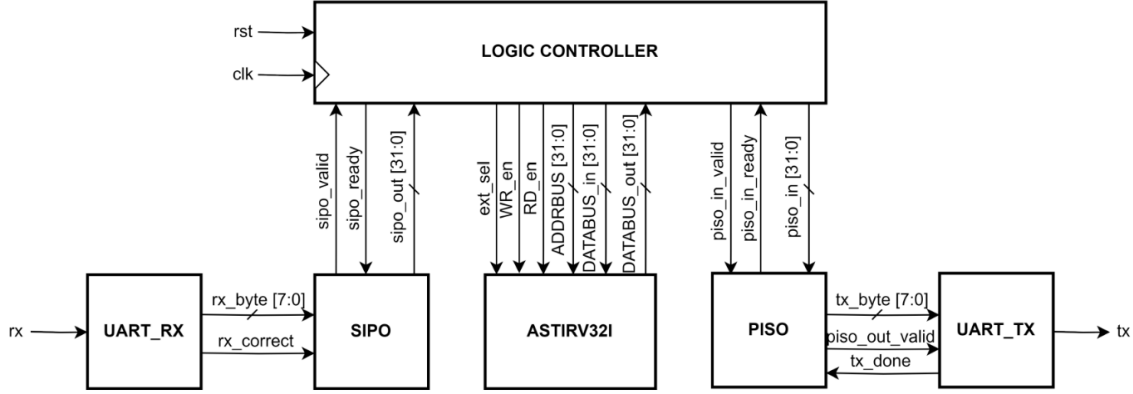 rst
clk
LOGIC CONTROLLER
sipo_valid
sipo_ready
sipo_out [31:0]
ext_sel
WR_en
RD_en
ADDRBUS [31:0]
DATABUS_in [31:0]
DATABUS_out [31:0]
piso_in_valid
piso_in_ready
piso_in [31:0]
rx
UART_RX
rx_byte [7:0]
rx_correct
SIPO
ASTIRV32I
PISO
tx_byte [7:0]
piso_out_valid
tx_done
UART_TX
tx